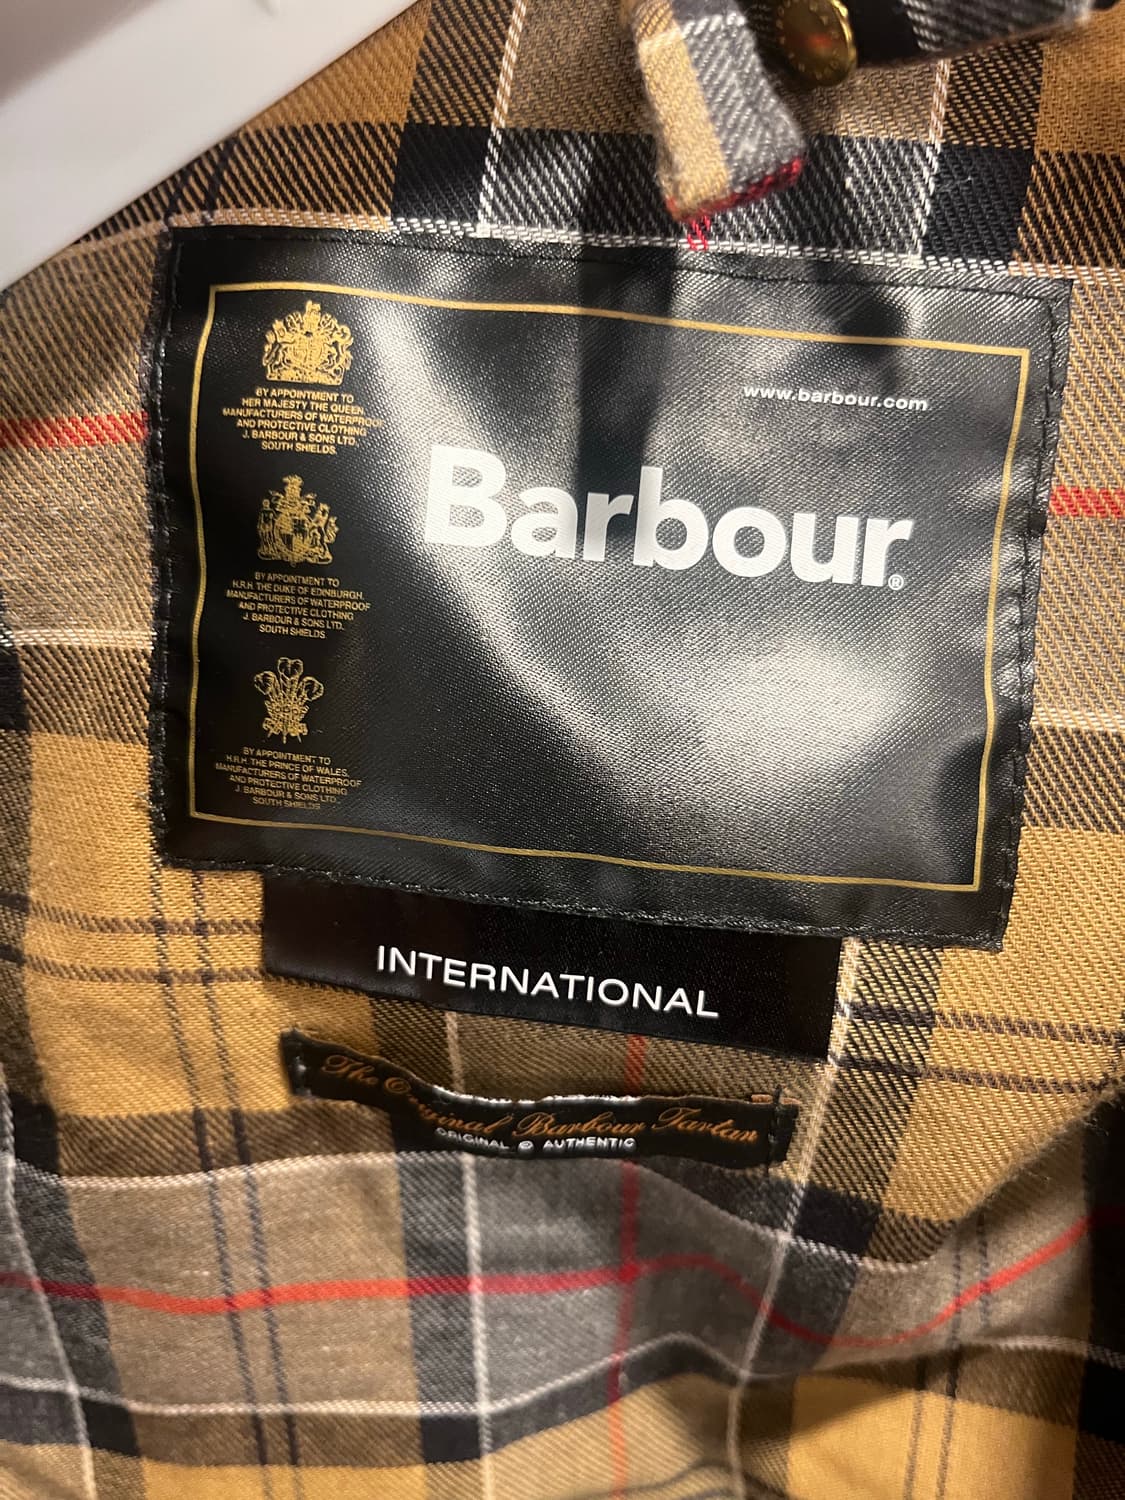 www.barbour.com
Barbour®
BY APPOINTMENT TO
HER MAJESTY THE QUEEN
MANUFACTURERS OF WATERPROOF
AND PROTECTIVE CLOTHING
J. BARBOUR & SONS LTD.
SOUTH SHIELDS.
BY APPOINTMENT TO
H.R.H. THE DUKE OF EDINBURGH.
MANUFACTURERS OF WATERPROOF
AND PROTECTIVE CLOTHING
J. BARBOUR & SONS LTD.
SOUTH SHIELDS
BY APPOINTMENT TO
H.R.H. THE PRINCE OF WALES.
MANUFACTURERS OF WATERPROOF
AND PROTECTIVE CLOTHING
J. BARBOUR & SONS LTD.
SOUTH SHIELDS
INTERNATIONAL
The Original Barbour Tartan
ORIGINAL & AUTHENTIC